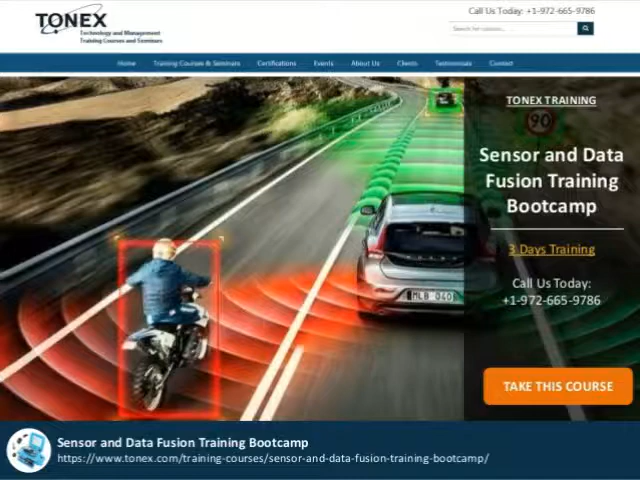 TONEX
Technology and Management
Training Courses and Seminars
Call Us Today: +1-972-665-9786
Search for courses...
Home Training Courses & Seminars Certifications Events About Us Clients Testimonials Contact
TONEX TRAINING
90
Sensor and Data
Fusion Training
Bootcamp
3 Days Training
Call Us Today:
+1-972-665-9786
MLB 040
TAKE THIS COURSE
Sensor and Data Fusion Training Bootcamp
https://www.tonex.com/training-courses/sensor-and-data-fusion-training-bootcamp/